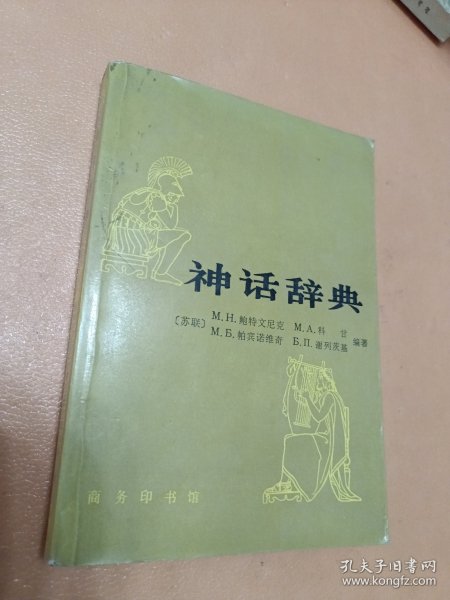 神话辞典
〔苏联〕 М.Н.鲍特文尼克 М.А.科甘
М.Б.帕宾诺维奇 Б.П.谢列茨基 编著
商务印书馆
孔夫子旧书网
www.kongfz.com